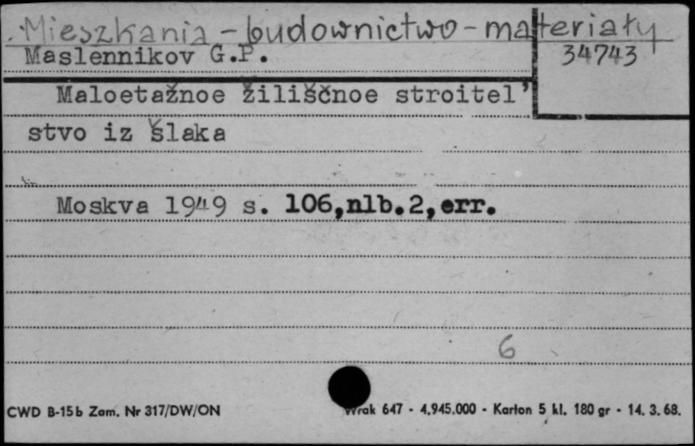 Mieszkania - budownictwo - materiały
Maslennikov G.P.
34743
Maloetažnoe žiliščnoe stroitel'
stvo iz šlaka
Moskva 1949 s. 106,nlb.2,err.
6
CWD B-15b Zam. Nr 317/DW/ON
Wrak 647 - 4.945.000 - Karton 5 kl. 180 gr - 14. 3. 68.